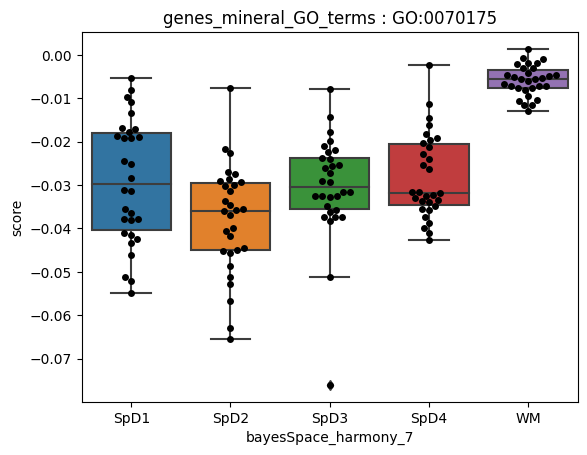 genes_mineral_GO_terms : GO:0070175
0.00
−0.01
−0.02
−0.03
−0.04
−0.05
−0.06
−0.07
score
SpD1 SpD2 SpD3 SpD4 WM
bayesSpace_harmony_7